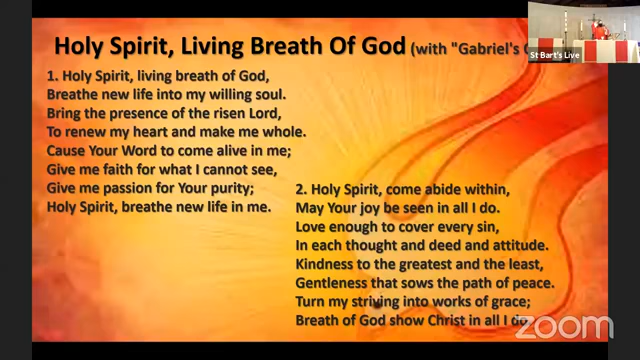 Holy Spirit, Living Breath Of God (with "Gabriel's
St Bart's Live
1. Holy Spirit, living breath of God,
Breathe new life into my willing soul.
Bring the presence of the risen Lord,
To renew my heart and make me whole.
Cause Your Word to come alive in me;
Give me faith for what I cannot see,
Give me passion for Your purity;
Holy Spirit, breathe new life in me.
2. Holy Spirit, come abide within,
May Your joy be seen in all I do.
Love enough to cover every sin,
In each thought and deed and attitude.
Kindness to the greatest and the least,
Gentleness that sows the path of peace.
Turn my striving into works of grace;
Breath of God show Christ in all I do.
zoom